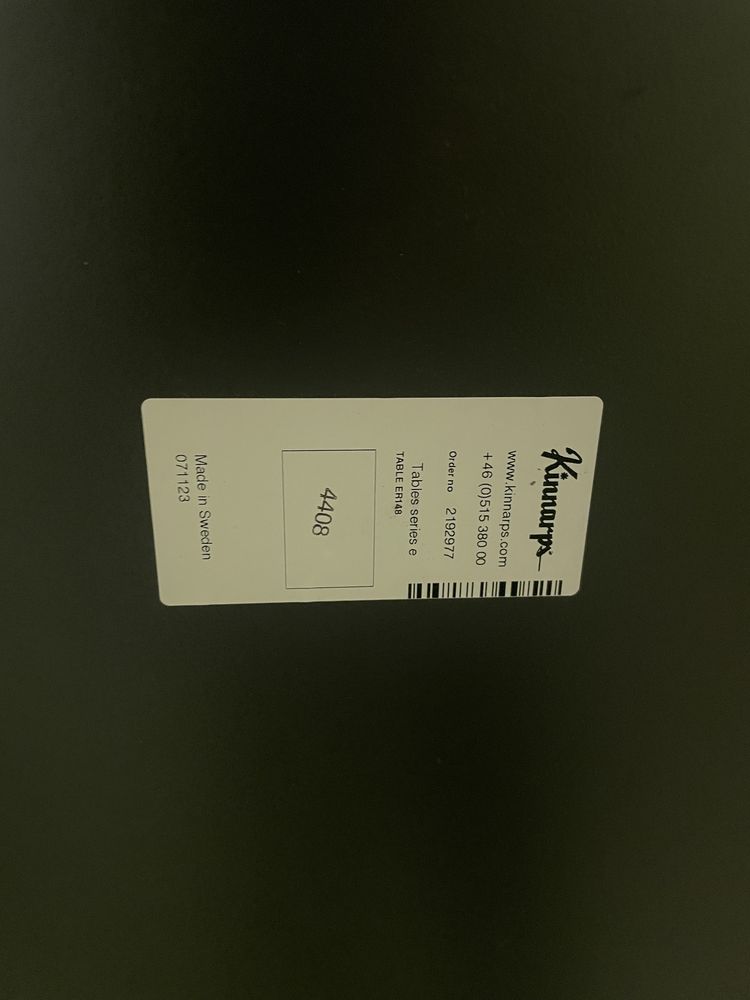 Kinnarps
www.kinnarps.com
+46 (0)515 380 00
Order no 2192977
Tables series e
TABLE ER148
4408
Made in Sweden
071123